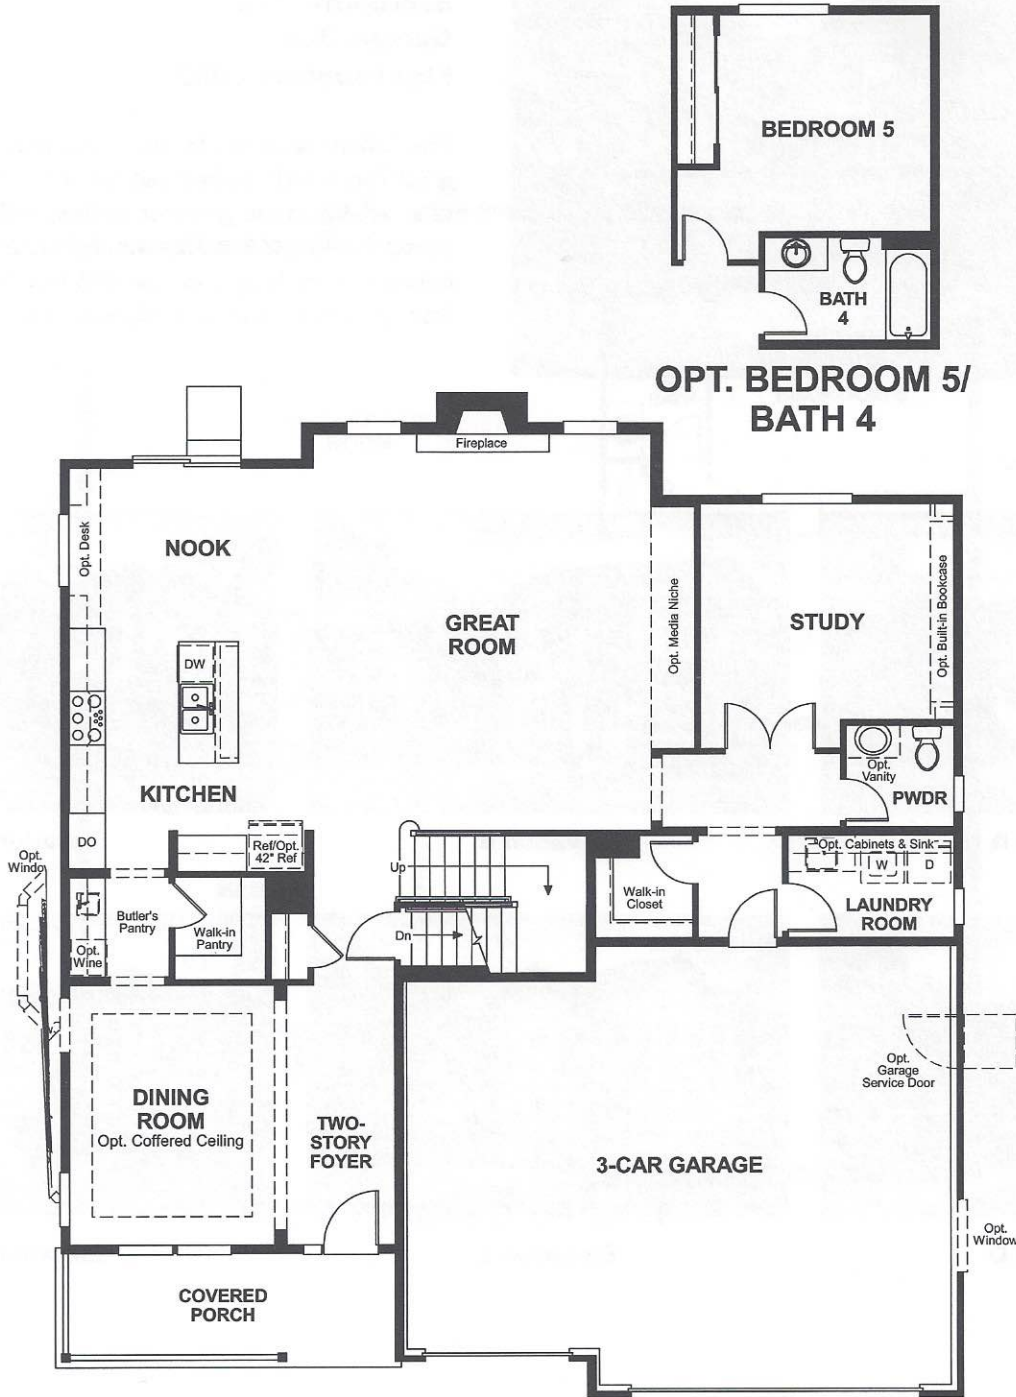 BEDROOM 5
BATH
4
OPT. BEDROOM 5/
BATH 4
Fireplace
Opt. Desk
NOOK
GREAT
ROOM
Opt. Media Niche
STUDY
Opt. Built-in Bookcase
DW
KITCHEN
Opt.
Vanity
PWDR
DO
Ref/Opt.
42" Ref
Opt.
Windo
Up
Opt. Cabinets & Sink
W
D
Walk-in
Closet
LAUNDRY
ROOM
Butler's
Pantry
Walk-in
Pantry
Opt.
Wine
Dn
DINING
ROOM
Opt. Coffered Ceiling
TWO-
STORY
FOYER
3-CAR GARAGE
Opt.
Garage
Service Door
Opt.
Window
COVERED
PORCH